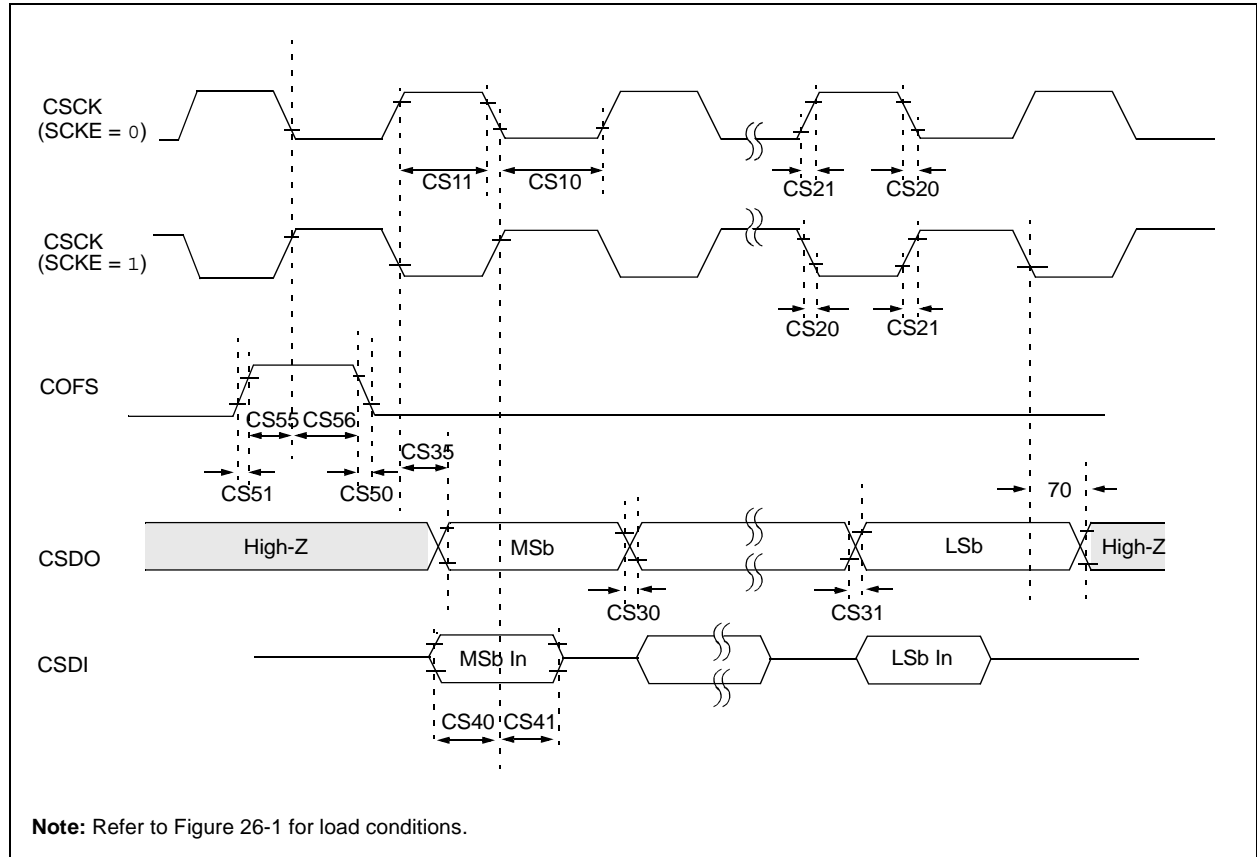 CSCK
(SCKE = 0)
CS11
CS10
CS21
CS20
CSCK
(SCKE = 1)
CS20
CS21
COFS
CS55
CS56
CS35
CS51
CS50
70
CSDO
High-Z
MSb
LSb
High-Z
CS30
CS31
CSDI
MSb In
LSb In
CS40
CS41
Note: Refer to Figure 26-1 for load conditions.